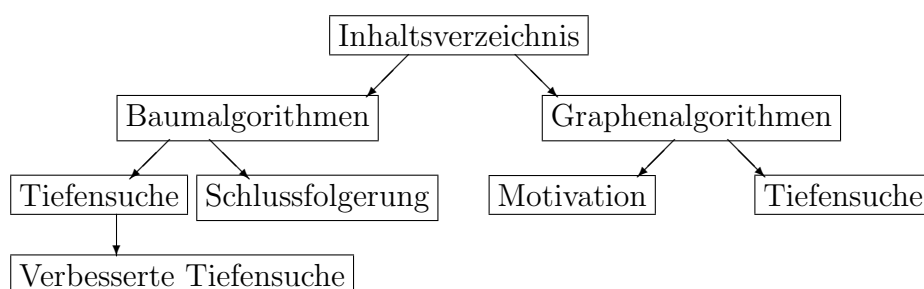 Inhaltsverzeichnis
Baumalgorithmen
Graphenalgorithmen
Tiefensuche
Schlussfolgerung
Motivation
Tiefensuche
Verbesserte Tiefensuche